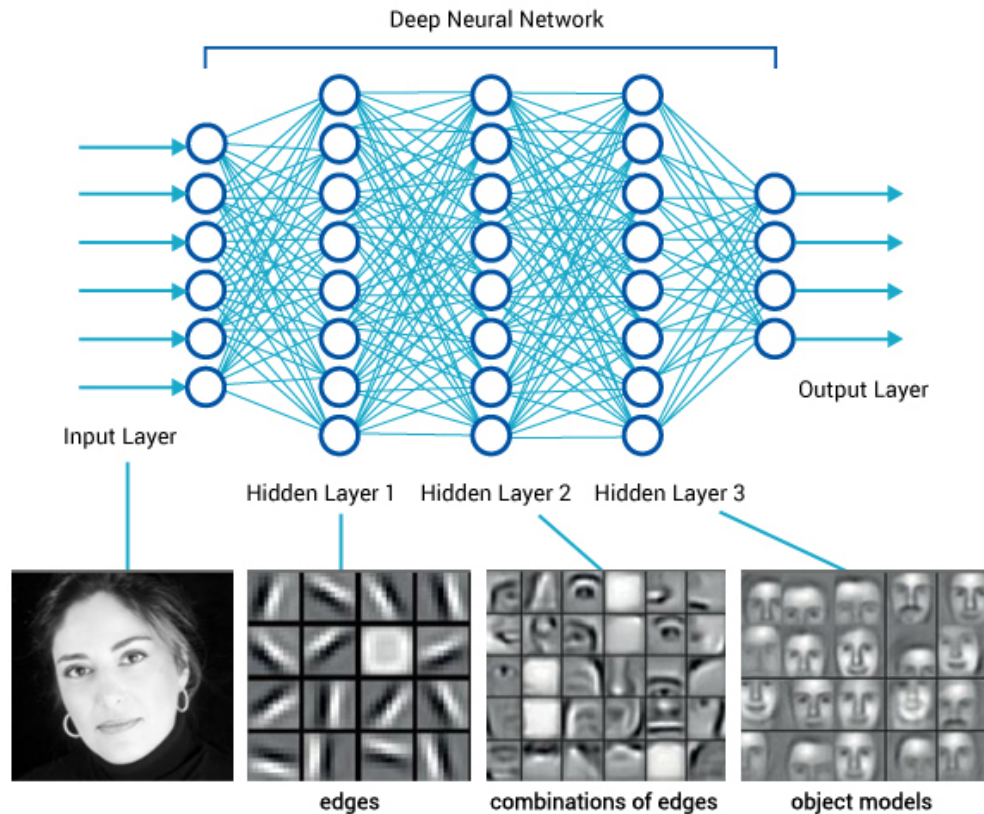 Deep Neural Network
Input Layer
Output Layer
Hidden Layer 1
Hidden Layer 2
Hidden Layer 3
edges
combinations of edges
object models